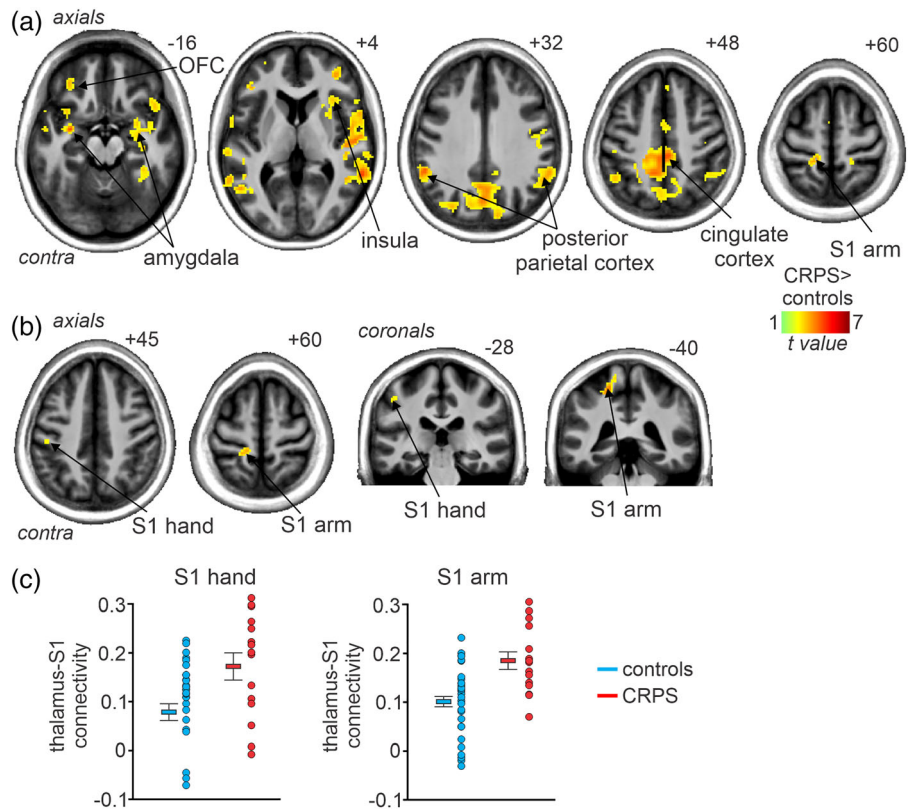 (a)
axials
-16
+4
+32
+48
+60
OFC
contra
amygdala
insula
posterior
parietal cortex
cingulate
cortex
S1 arm
CRPS>
controls
1
7
t value
(b)
axials
+45
+60
coronals
-28
-40
contra
S1 hand
S1 arm
S1 hand
S1 arm
(c)
S1 hand
thalamus-S1
connectivity
0.3
0.2
0.1
0
-0.1
S1 arm
thalamus-S1
connectivity
0.3
0.2
0.1
0
-0.1
controls
CRPS